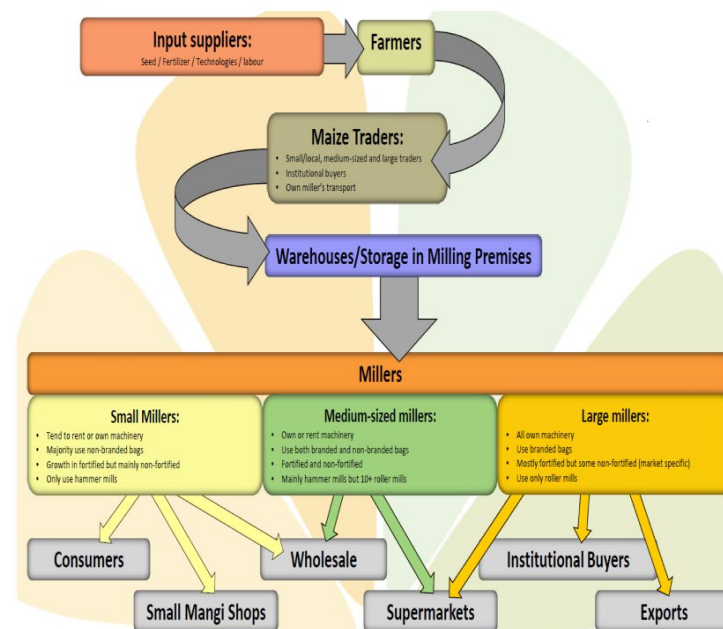 Input suppliers:
Seed / Fertilizer / Technologies / labour
Farmers
Maize Traders:
• Small/local, medium-sized and large traders
• Institutional buyers
• Own miller's transport
Warehouses/Storage in Milling Premises
Millers
Small Millers:
• Tend to rent or own machinery
• Majority use non-branded bags
• Growth in fortified but mainly non-fortified
• Only use hammer mills
Medium-sized millers:
• Own or rent machinery
• Use both branded and non-branded bags
• Fortified and non-fortified
• Mainly hammer mills but 10+ roller mills
Large millers:
• All own machinery
• Use branded bags
• Mostly fortified but some non-fortified (market specific)
• Use only roller mills
Consumers
Wholesale
Institutional Buyers
Small Mangi Shops
Supermarkets
Exports